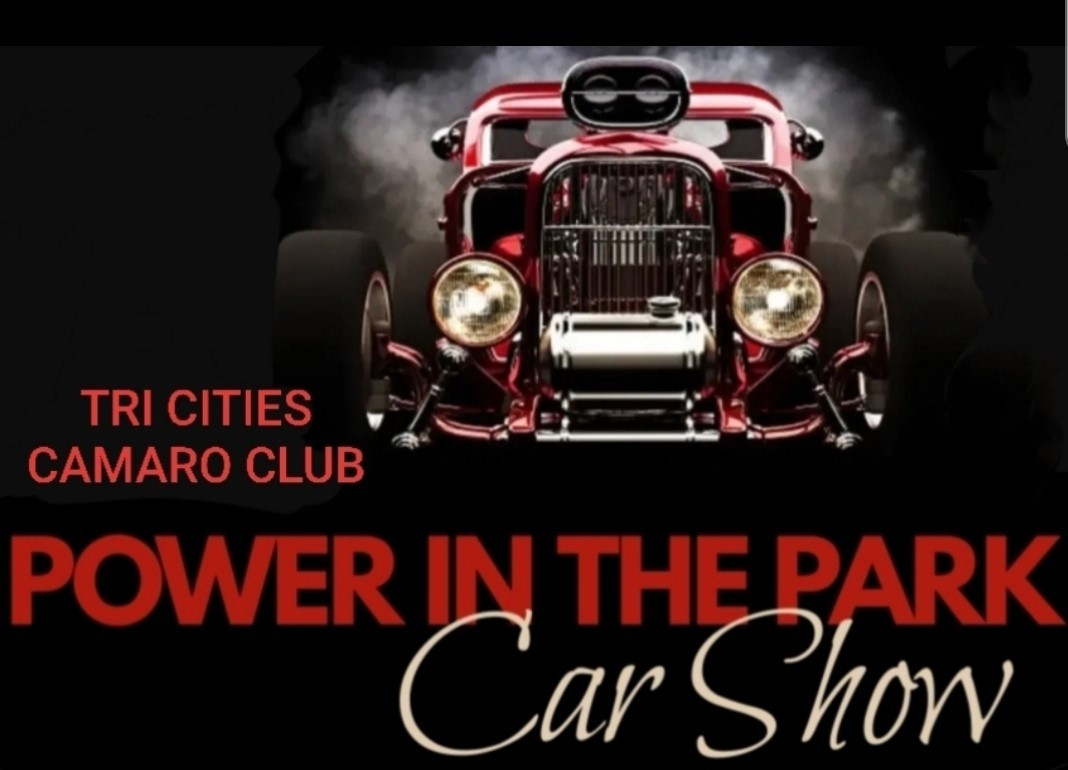 TRI CITIES
CAMARO CLUB
POWER IN THE PARK
Car Show